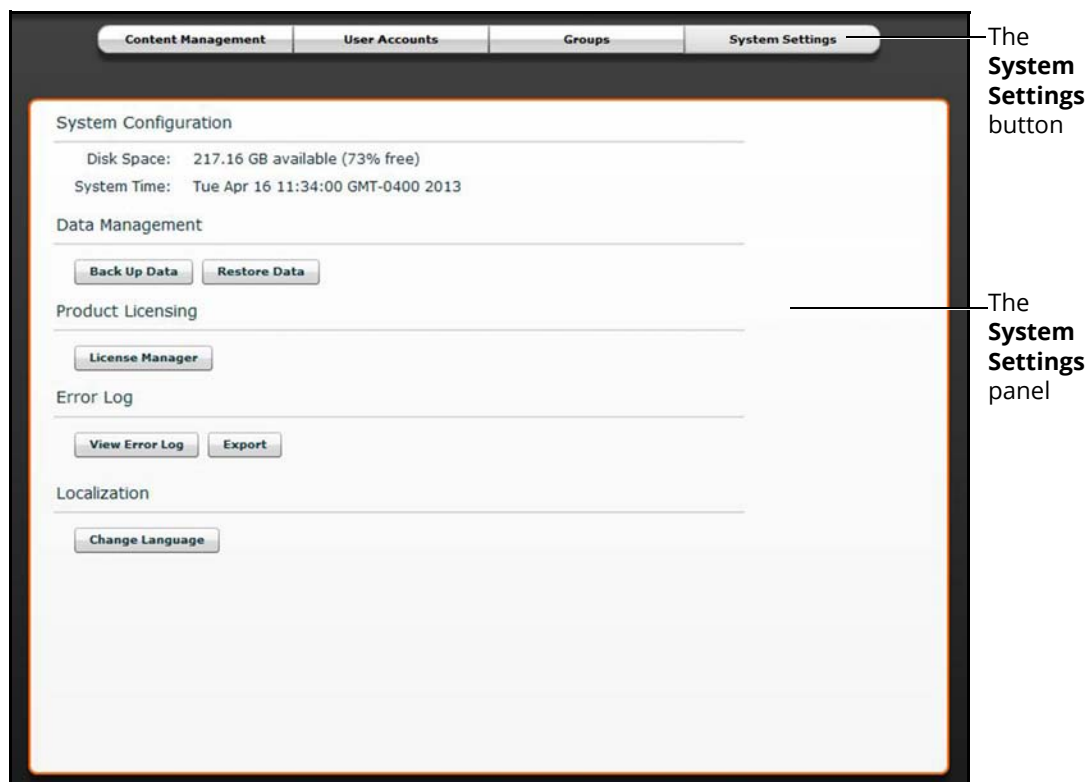 Content Management User Accounts Groups System Settings
The
System
Settings
button
System Configuration
Disk Space: 217.16 GB available (73% free)
System Time: Tue Apr 16 11:34:00 GMT-0400 2013
Data Management
Back Up Data Restore Data
The
System
Settings
panel
Product Licensing
License Manager
Error Log
View Error Log Export
Localization
Change Language